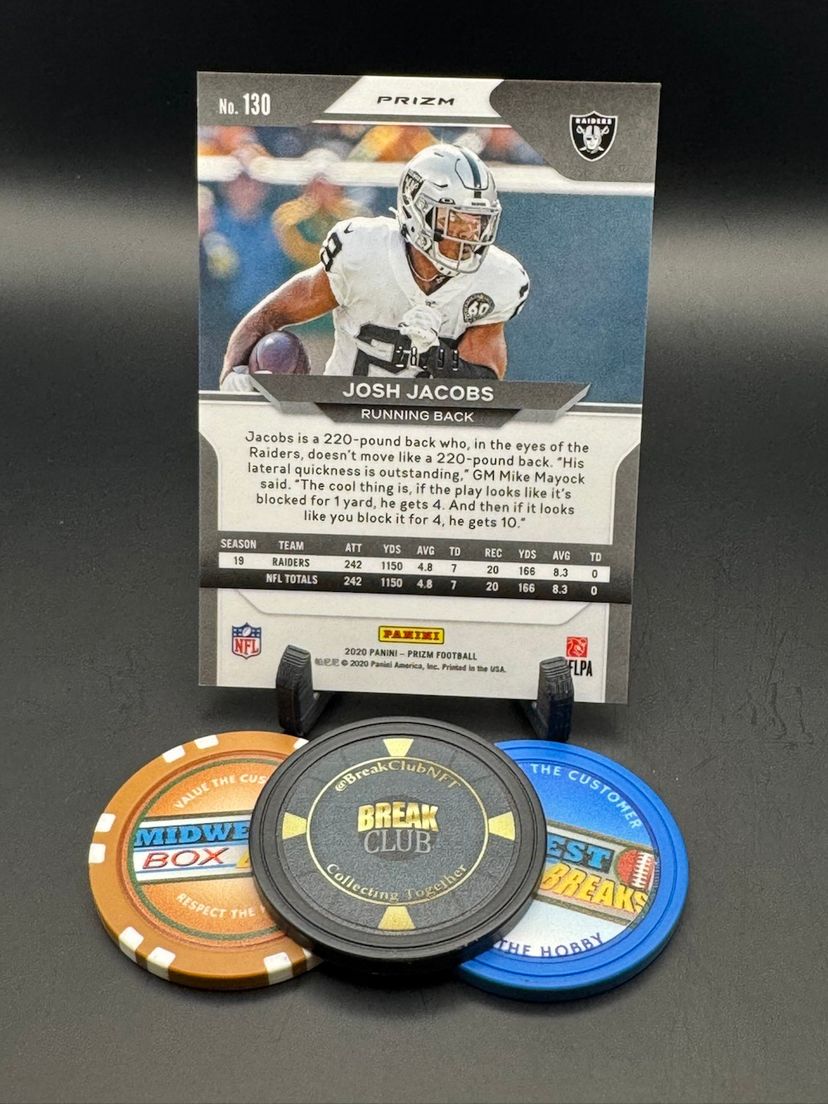 No. 130
PRIZM
RAIDERS
28
60
JOSH JACOBS
RUNNING BACK
Jacobs is a 220-pound back who, in the eyes of the
Raiders, doesn't move like a 220-pound back. "His
lateral quickness is outstanding," GM Mike Mayock
said. "The cool thing is, if the play looks like it's
blocked for 1 yard, he gets 4. And then if it looks
like you block it for 4, he gets 10."
SEASON TEAM ATT YDS AVG TD REC YDS AVG TD
19 RAIDERS 242 1150 4.8 7 20 166 8.3 0
NFL TOTALS 242 1150 4.8 7 20 166 8.3 0
NFL
PANINI
2020 PANINI – PRIZM FOOTBALL
© 2020 Panini America, Inc. Printed in the USA.
FLPA
VALUE THE CUS
MIDWE
BOX
RESPECT THE
@BreakClubNFT
BREAK
CLUB
Collecting Together
THE CUSTOMER
EST
BREAKS
THE HOBBY